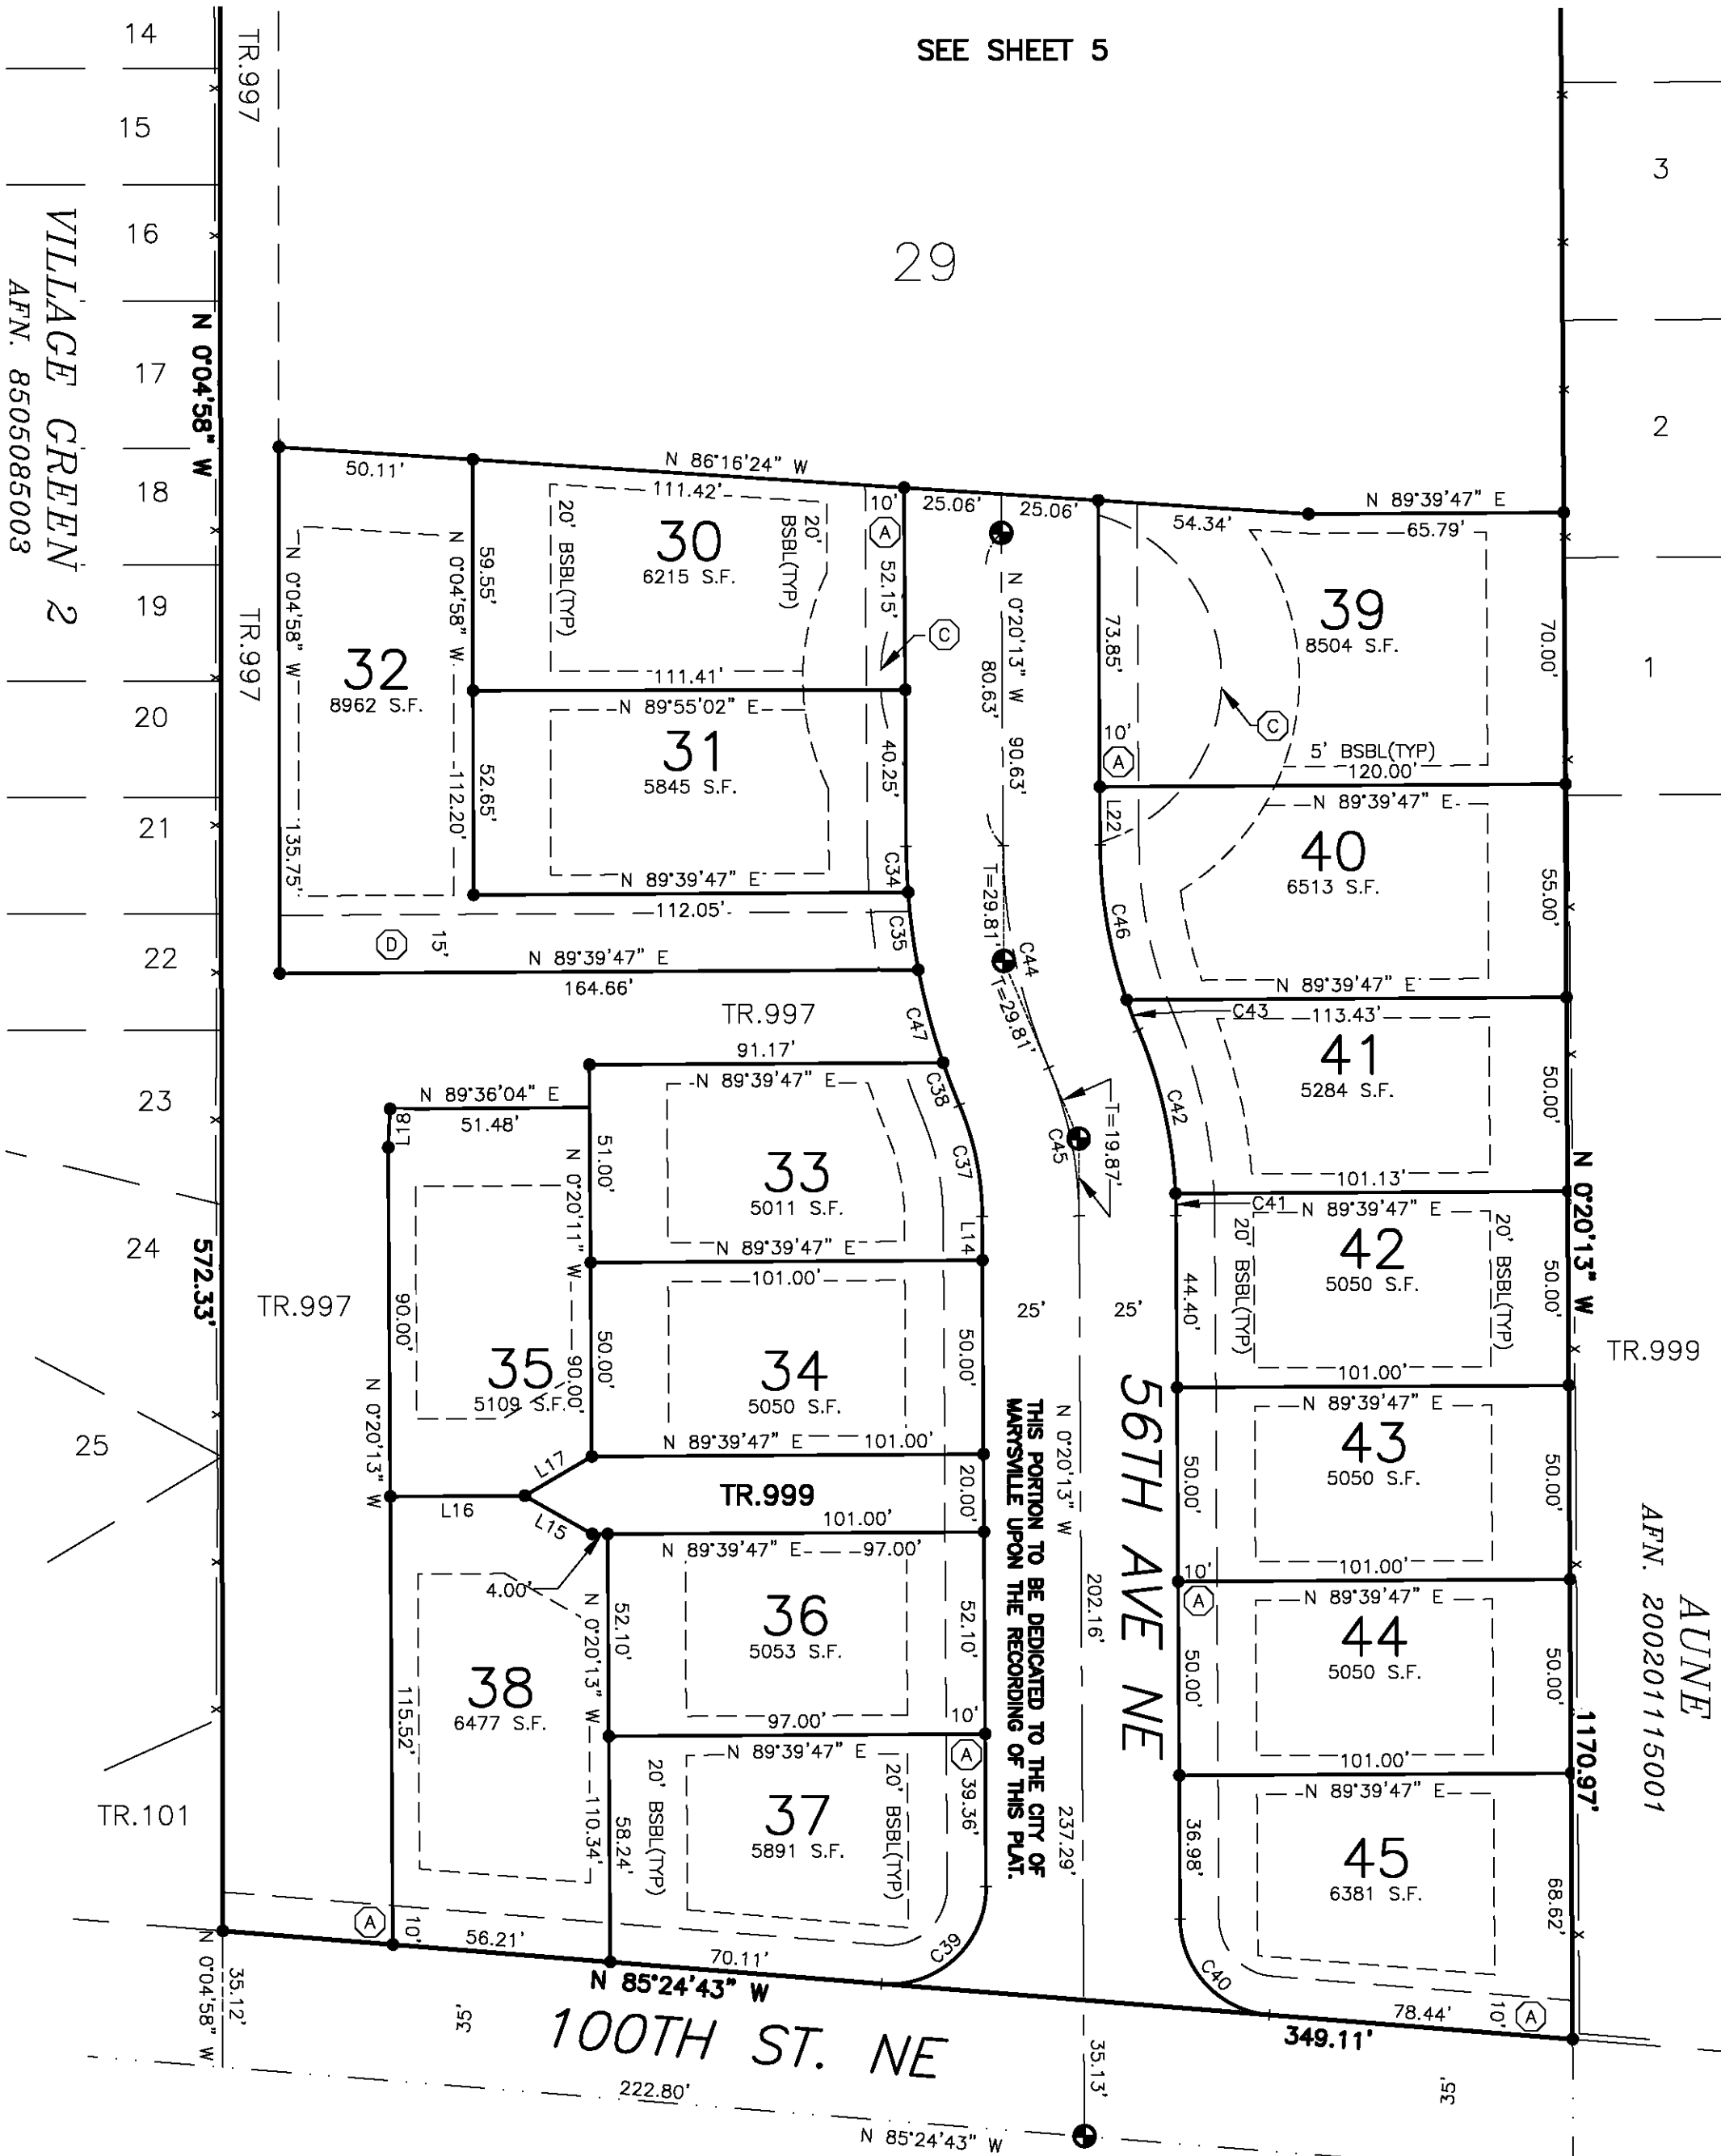 SEE SHEET 5
14
15
16
17
18
19
20
21
22
23
24
25
TR.101
VILLAGE GREEN 2
AFN. 8505085003
N 0°04'58" W
572.33'
TR.997
TR.997
TR.997
TR.997
29
3
2
1
TR.999
AUNE
AFN. 200201115001
N 0°20'13" W
1170.97'
50.11'
N 86°16'24" W
111.42'
10'
25.06'
25.06'
54.34'
N 89°39'47" E
65.79'
30
6215 S.F.
20' BSBL(TYP)
20' BSBL(TYP)
A
52.15'
C
59.55'
N 0°04'58" W
111.41'
N 89°55'02" E
31
5845 S.F.
40.25'
52.65'
112.20'
N 89°39'47" E
C34
112.05'
32
8962 S.F.
N 0°04'58" W
135.75'
D
15'
C35
N 89°39'47" E
164.66'
C47
N 0°20'13" W
80.63'
90.63'
T=29.81'
C44
T=29.81'
T=19.87'
C45
39
8504 S.F.
70.00'
73.85'
10'
A
C
5' BSBL(TYP)
120.00'
N 89°39'47" E
L22
40
6513 S.F.
55.00'
C46
N 89°39'47" E
C43
113.43'
41
5284 S.F.
50.00'
C42
101.13'
C41
N 89°39'47" E
42
5050 S.F.
20' BSBL(TYP)
20' BSBL(TYP)
44.40'
50.00'
101.00'
N 89°39'47" E
43
5050 S.F.
50.00'
50.00'
101.00'
10'
A
N 89°39'47" E
44
5050 S.F.
50.00'
50.00'
101.00'
N 89°39'47" E
45
6381 S.F.
36.98'
68.62'
C40
78.44'
10'
A
91.17'
N 89°39'47" E
C38
33
5011 S.F.
C37
51.00'
N 0°20'11" W
N 89°39'47" E
L14
101.00'
34
5050 S.F.
50.00'
50.00'
90.00'
N 89°39'47" E
101.00'
N 89°36'04" E
51.48'
L18
35
5109 S.F.
90.00'
N 0°20'13" W
L17
L16
L15
TR.999
20.00'
101.00'
N 89°39'47" E
97.00'
4.00'
36
5053 S.F.
52.10'
52.10'
N 0°20'13" W
97.00'
10'
A
N 89°39'47" E
37
5891 S.F.
20' BSBL(TYP)
20' BSBL(TYP)
39.36'
58.24'
110.34'
38
6477 S.F.
115.52'
C39
25'
25'
56TH AVE NE
N 0°20'13" W
202.16'
237.29'
THIS PORTION TO BE DEDICATED TO THE CITY OF
MARYSVILLE UPON THE RECORDING OF THIS PLAT.
A
10'
56.21'
70.11'
N 85°24'43" W
349.11'
N 0°04'58" W
35.12'
35'
100TH ST. NE
35.13'
35'
222.80'
N 85°24'43" W